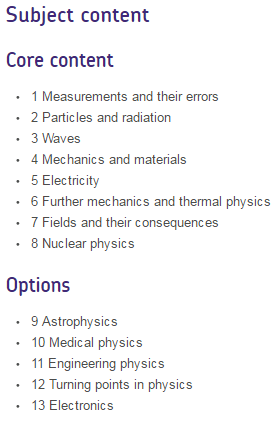 Subject content
Core content
• 1 Measurements and their errors
• 2 Particles and radiation
• 3 Waves
• 4 Mechanics and materials
• 5 Electricity
• 6 Further mechanics and thermal physics
• 7 Fields and their consequences
• 8 Nuclear physics
Options
• 9 Astrophysics
• 10 Medical physics
• 11 Engineering physics
• 12 Turning points in physics
• 13 Electronics